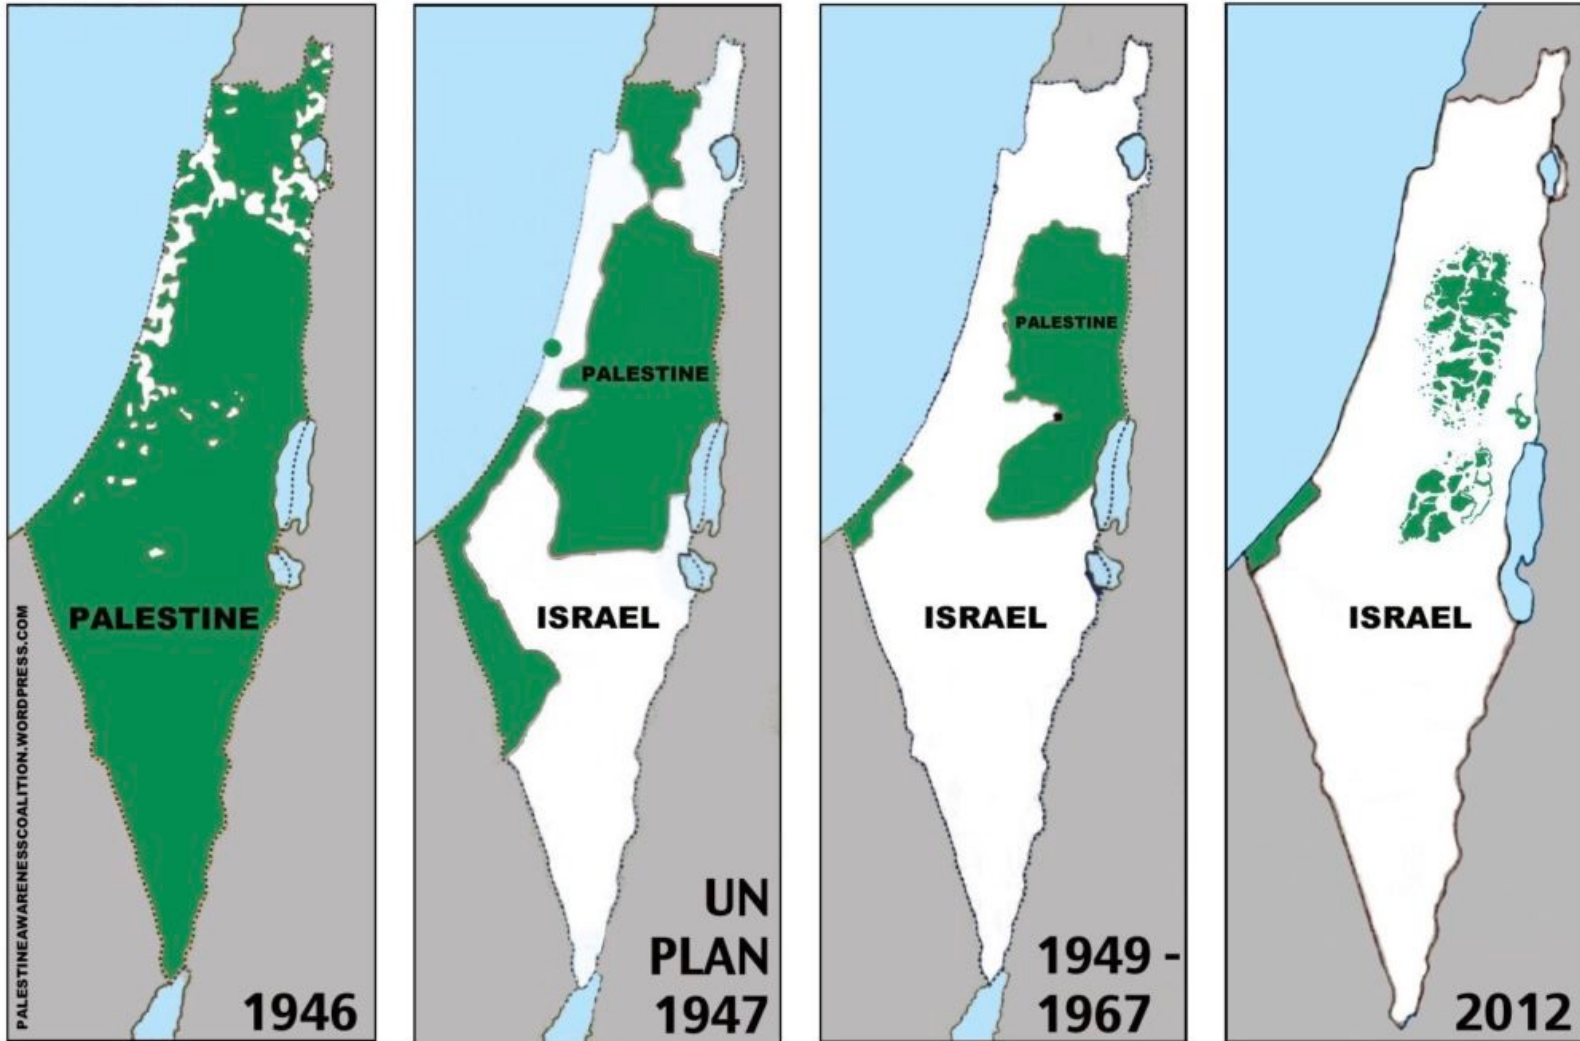 PALESTINE
PALESTINEAWARENESSCOALITION.WORDPRESS.COM
1946
PALESTINE
ISRAEL
UN
PLAN
1947
PALESTINE
ISRAEL
1949 -
1967
ISRAEL
2012